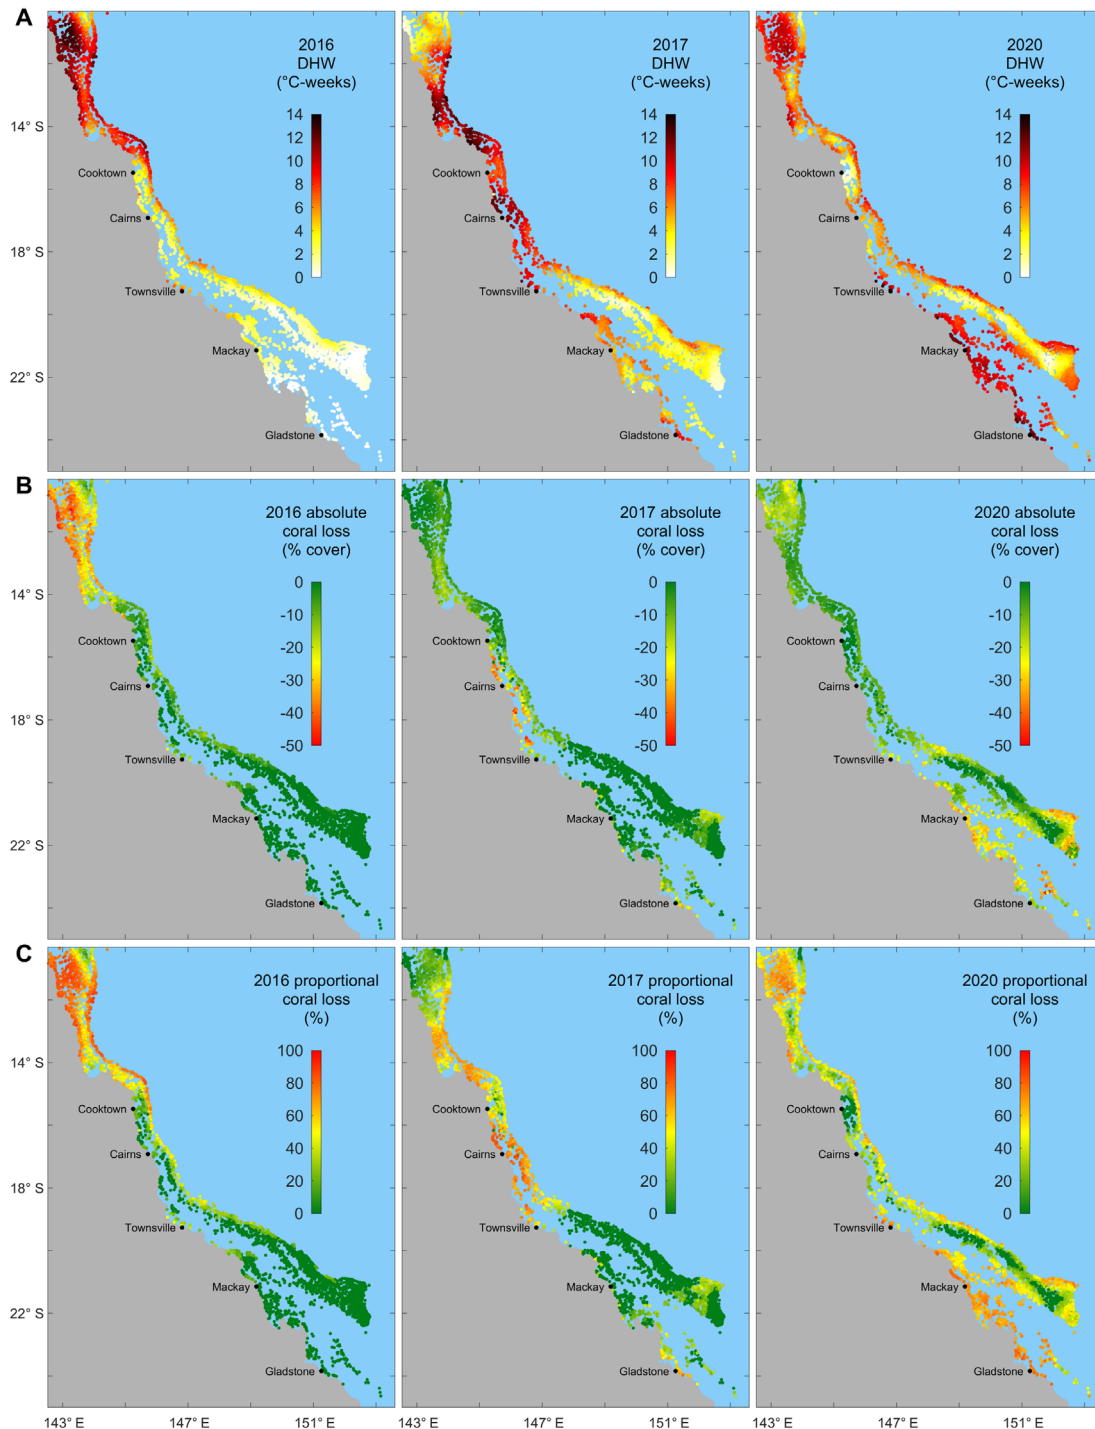 A
2016
DHW
(°C-weeks)
14
12
10
8
6
4
2
0
14° S
18° S
22° S
Cooktown
Cairns
Townsville
Mackay
Gladstone
2017
DHW
(°C-weeks)
14
12
10
8
6
4
2
0
Cooktown
Cairns
Townsville
Mackay
Gladstone
2020
DHW
(°C-weeks)
14
12
10
8
6
4
2
0
Cooktown
Cairns
Townsville
Mackay
Gladstone
B
2016 absolute
coral loss
(% cover)
0
-10
-20
-30
-40
-50
14° S
18° S
22° S
Cooktown
Cairns
Townsville
Mackay
Gladstone
2017 absolute
coral loss
(% cover)
0
-10
-20
-30
-40
-50
Cooktown
Cairns
Townsville
Mackay
Gladstone
2020 absolute
coral loss
(% cover)
0
-10
-20
-30
-40
-50
Cooktown
Cairns
Townsville
Mackay
Gladstone
C
2016 proportional
coral loss
(%)
100
80
60
40
20
0
14° S
18° S
22° S
Cooktown
Cairns
Townsville
Mackay
Gladstone
143° E
147° E
151° E
2017 proportional
coral loss
(%)
100
80
60
40
20
0
Cooktown
Cairns
Townsville
Mackay
Gladstone
143° E
147° E
151° E
2020 proportional
coral loss
(%)
100
80
60
40
20
0
Cooktown
Cairns
Townsville
Mackay
Gladstone
143° E
147° E
151° E